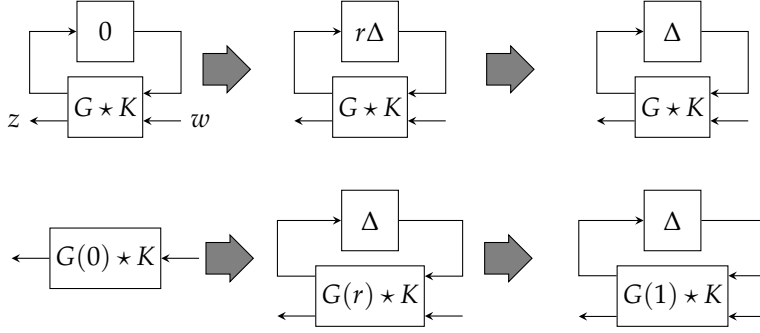 0 rΔ Δ
G ⋆ K G ⋆ K G ⋆ K
z w
Δ Δ
G(0) ⋆ K G(r) ⋆ K G(1) ⋆ K